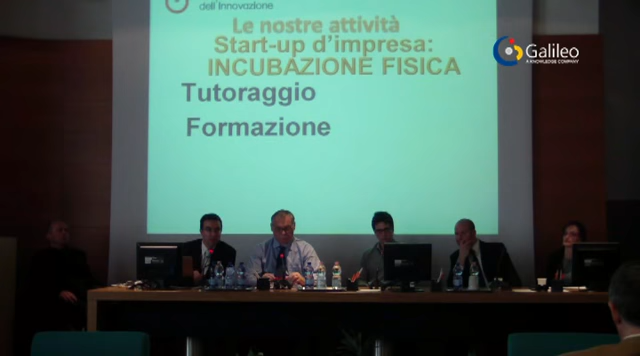 dell'Innovazione
Le nostre attività
Start-up d'impresa:
INCUBAZIONE FISICA
Tutoraggio
Formazione
Galileo
A KNOWLEDGE COMPANY